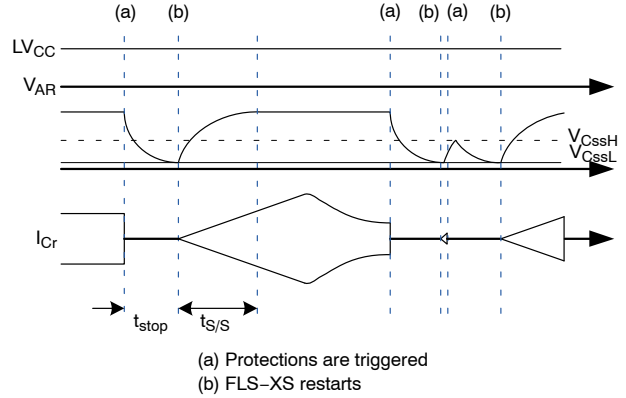 (a) (b) (a) (b) (a) (b)
LVCC
VAR
VCssH
VCssL
ICr
tstop tS/S
(a) Protections are triggered
(b) FLS−XS restarts